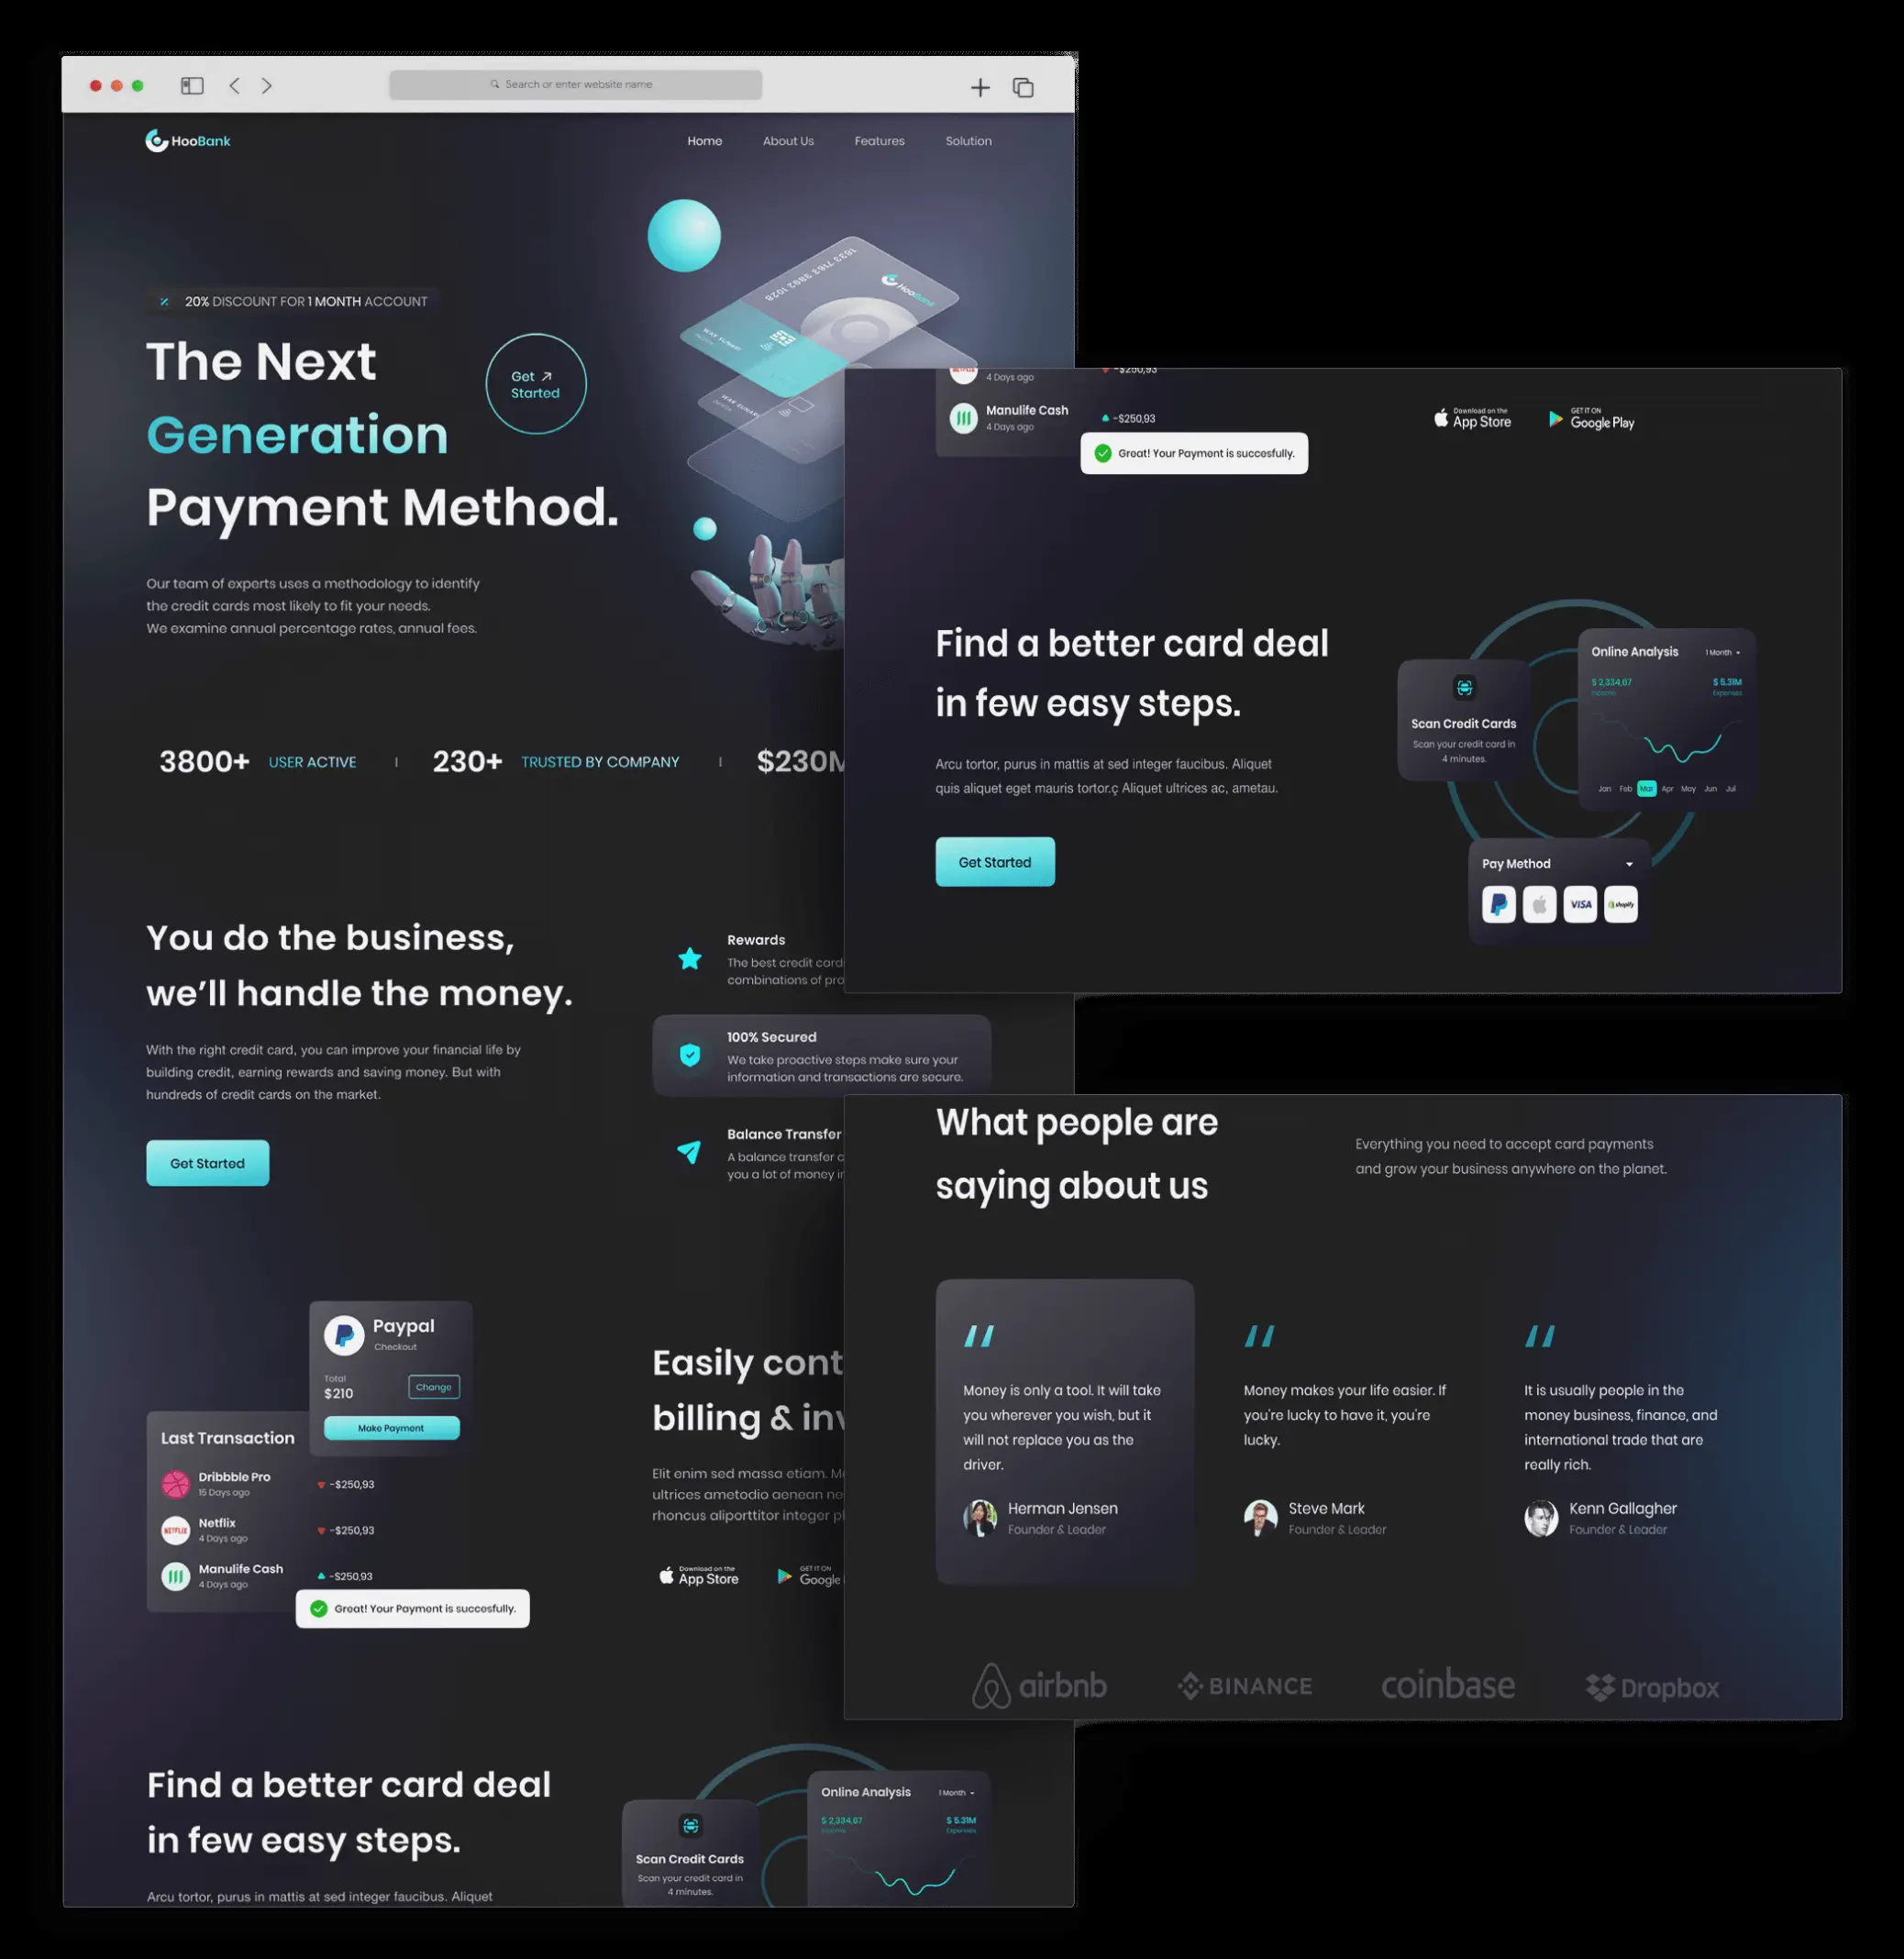 Search or enter website name
HooBank
Home About Us Features Solution
20% DISCOUNT FOR 1 MONTH ACCOUNT
The Next
Generation
Payment Method.
Get
Started
Our team of experts uses a methodology to identify
the credit cards most likely to fit your needs.
We examine annual percentage rates, annual fees.
1633 7163 3892 1028
HooBank
3800+ USER ACTIVE | 230+ TRUSTED BY COMPANY | $230M
You do the business,
we'll handle the money.
With the right credit card, you can improve your financial life by
building credit, earning rewards and saving money. But with
hundreds of credit cards on the market.
Get Started
Rewards
The best credit card
combinations of pro
100% Secured
We take proactive steps make sure your
information and transactions are secure.
Balance Transfer
A balance transfer c
you a lot of money in
Paypal
Checkout
Total
$210
Change
Make Payment
Last Transaction
Dribbble Pro
15 Days ago
-$250,93
NETFLIX
Netflix
4 Days ago
-$250,93
Manulife Cash
4 Days ago
-$250,93
Great! Your Payment is succesfully.
Easily cont
billing & inv
Elit enim sed massa etiam.
ultrices ametodio aenean ne
rhoncus aliporttitor integer pl
Download on the
App Store
GET IT ON
Google
Find a better card deal
in few easy steps.
Arcu tortor, purus in mattis at sed integer faucibus. Aliquet
Scan Credit Cards
Scan your credit card in
4 minutes.
Online Analysis 1 Month
$ 2,334,67 $ 5.31M
Income Expenses
4 Days ago
-$250,93
Manulife Cash
4 Days ago
-$250,93
Great! Your Payment is succesfully.
Download on the
App Store
GET IT ON
Google Play
Find a better card deal
in few easy steps.
Arcu tortor, purus in mattis at sed integer faucibus. Aliquet
quis aliquet eget mauris tortor.ç Aliquet ultrices ac, ametau.
Get Started
Scan Credit Cards
Scan your credit card in
4 minutes.
Online Analysis 1 Month
$ 2,334,67 $ 5.31M
Income Expenses
Jan Feb Mar Apr May Jun Jul
Pay Method
VISA shopify
What people are
saying about us
Everything you need to accept card payments
and grow your business anywhere on the planet.
Money is only a tool. It will take
you wherever you wish, but it
will not replace you as the
driver.
Herman Jensen
Founder & Leader
Money makes your life easier. If
you're lucky to have it, you're
lucky.
Steve Mark
Founder & Leader
It is usually people in the
money business, finance, and
international trade that are
really rich.
Kenn Gallagher
Founder & Leader
airbnb BINANCE coinbase Dropbox